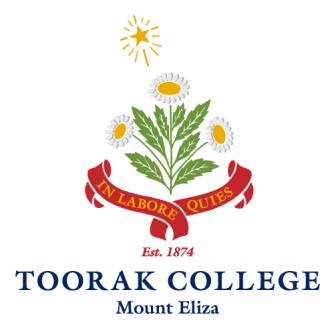 IN LABORE QUIES
Est. 1874
TOORAK COLLEGE
Mount Eliza